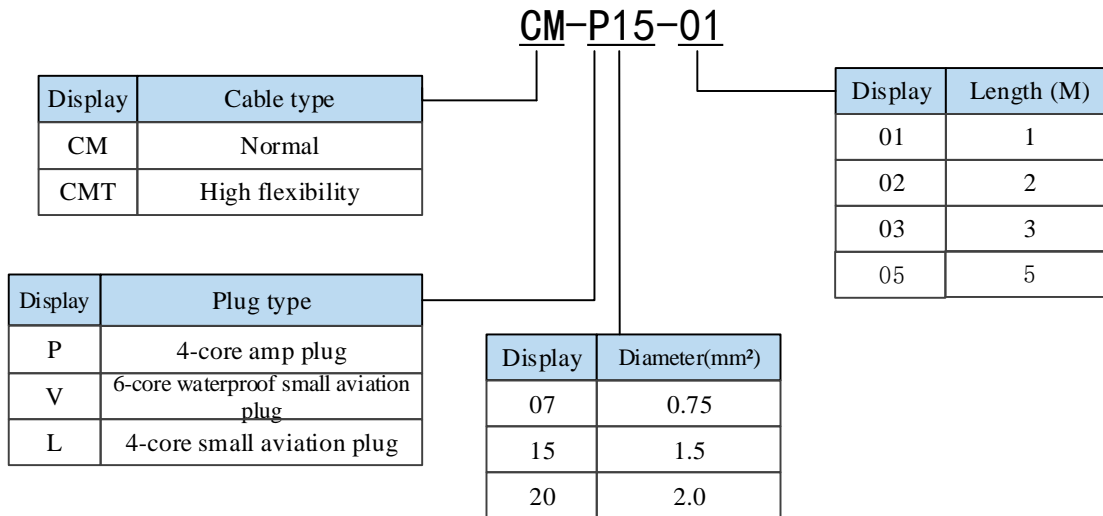 CM-P15-01
Display Cable type
CM Normal
CMT High flexibility
Display Length (M)
01 1
02 2
03 3
05 5
Display Plug type
P 4-core amp plug
V 6-core waterproof small aviation
plug
L 4-core small aviation plug
Display Diameter(mm²)
07 0.75
15 1.5
20 2.0